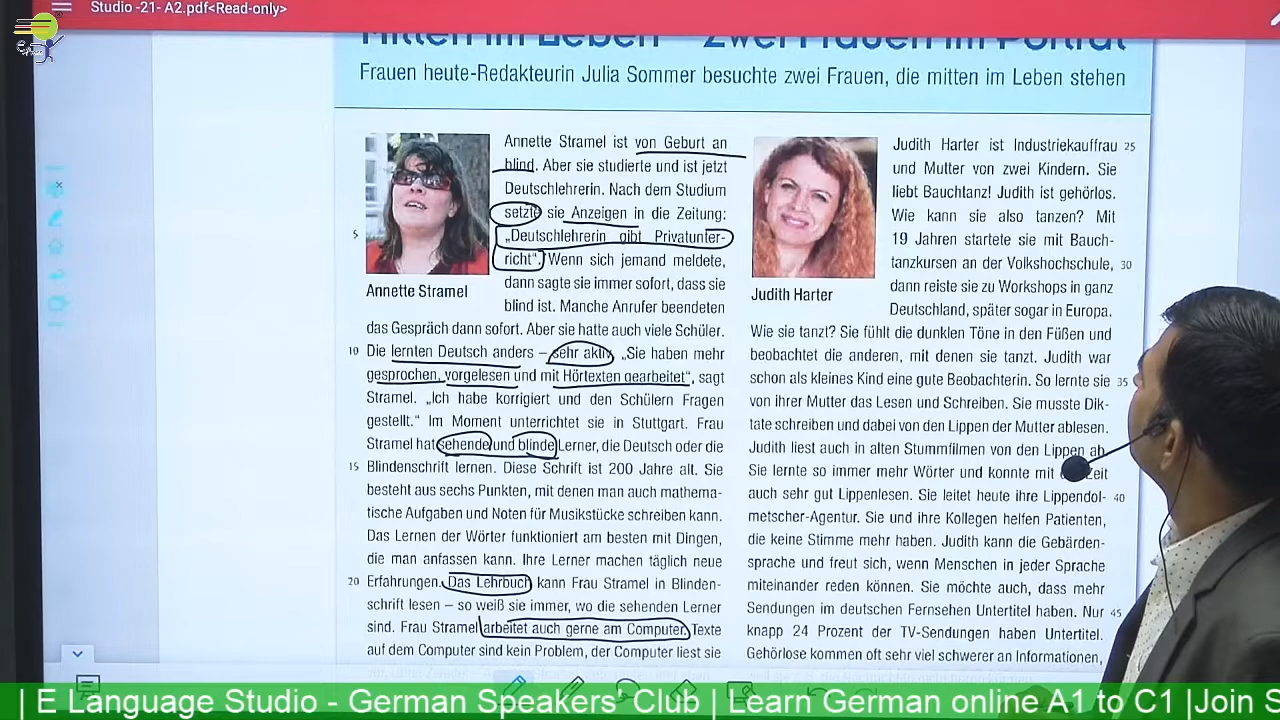 Studio -21- A2.pdf<Read-only>
Mitten im Leben – Zwei Frauen im Porträt
Frauen heute-Redakteurin Julia Sommer besuchte zwei Frauen, die mitten im Leben stehen
Annette Stramel ist von Geburt an
blind. Aber sie studierte und ist jetzt
Deutschlehrerin. Nach dem Studium
setzte sie Anzeigen in die Zeitung:
5 „Deutschlehrerin gibt Privatunter-
richt“. Wenn sich jemand meldete,
dann sagte sie immer sofort, dass sie
blind ist. Manche Anrufer beendeten
Annette Stramel
das Gespräch dann sofort. Aber sie hatte auch viele Schüler.
10 Die lernten Deutsch anders – sehr aktiv. „Sie haben mehr
gesprochen, vorgelesen und mit Hörtexten gearbeitet“, sagt
Stramel. „Ich habe korrigiert und den Schülern Fragen
gestellt.“ Im Moment unterrichtet sie in Stuttgart. Frau
Stramel hat sehende und blinde Lerner, die Deutsch oder die
15 Blindenschrift lernen. Diese Schrift ist 200 Jahre alt. Sie
besteht aus sechs Punkten, mit denen man auch mathema-
tische Aufgaben und Noten für Musikstücke schreiben kann.
Das Lernen der Wörter funktioniert am besten mit Dingen,
die man anfassen kann. Ihre Lerner machen täglich neue
20 Erfahrungen. Das Lehrbuch kann Frau Stramel in Blinden-
schrift lesen – so weiß sie immer, wo die sehenden Lerner
sind. Frau Stramel arbeitet auch gerne am Computer. Texte
auf dem Computer sind kein Problem, der Computer liest sie
Judith Harter ist Industriekauffrau 25
und Mutter von zwei Kindern. Sie
liebt Bauchtanz! Judith ist gehörlos.
Wie kann sie also tanzen? Mit
19 Jahren startete sie mit Bauch-
tanzkursen an der Volkshochschule, 30
dann reiste sie zu Workshops in ganz
Deutschland, später sogar in Europa.
Judith Harter
Wie sie tanzt? Sie fühlt die dunklen Töne in den Füßen und
beobachtet die anderen, mit denen sie tanzt. Judith war
schon als kleines Kind eine gute Beobachterin. So lernte sie 35
von ihrer Mutter das Lesen und Schreiben. Sie musste Dik-
tate schreiben und dabei von den Lippen der Mutter ablesen.
Judith liest auch in alten Stummfilmen von den Lippen ab.
Sie lernte so immer mehr Wörter und konnte mit Zeit
auch sehr gut Lippenlesen. Sie leitet heute ihre Lippendol- 40
metscher-Agentur. Sie und ihre Kollegen helfen Patienten,
die keine Stimme mehr haben. Judith kann die Gebärden-
sprache und freut sich, wenn Menschen in jeder Sprache
miteinander reden können. Sie möchte auch, dass mehr
Sendungen im deutschen Fernsehen Untertitel haben. Nur 45
knapp 24 Prozent der TV-Sendungen haben Untertitel.
Gehörlose kommen oft sehr viel schwerer an Informationen,
| E Language Studio - German Speakers' Club | Learn German online A1 to C1 |Join S